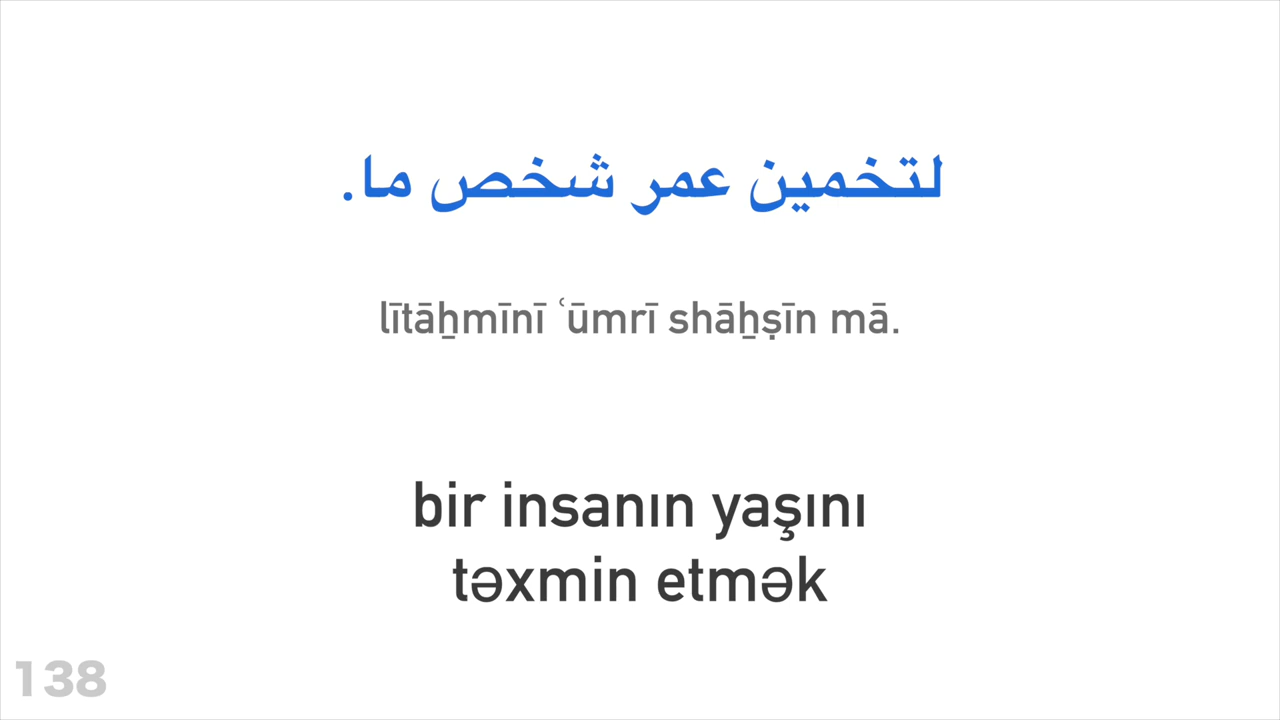 لتخمين عمر شخص ما.
lītāẖmīnī ʿūmrī shāẖṣīn mā.
bir insanın yaşını
təxmin etmək
138